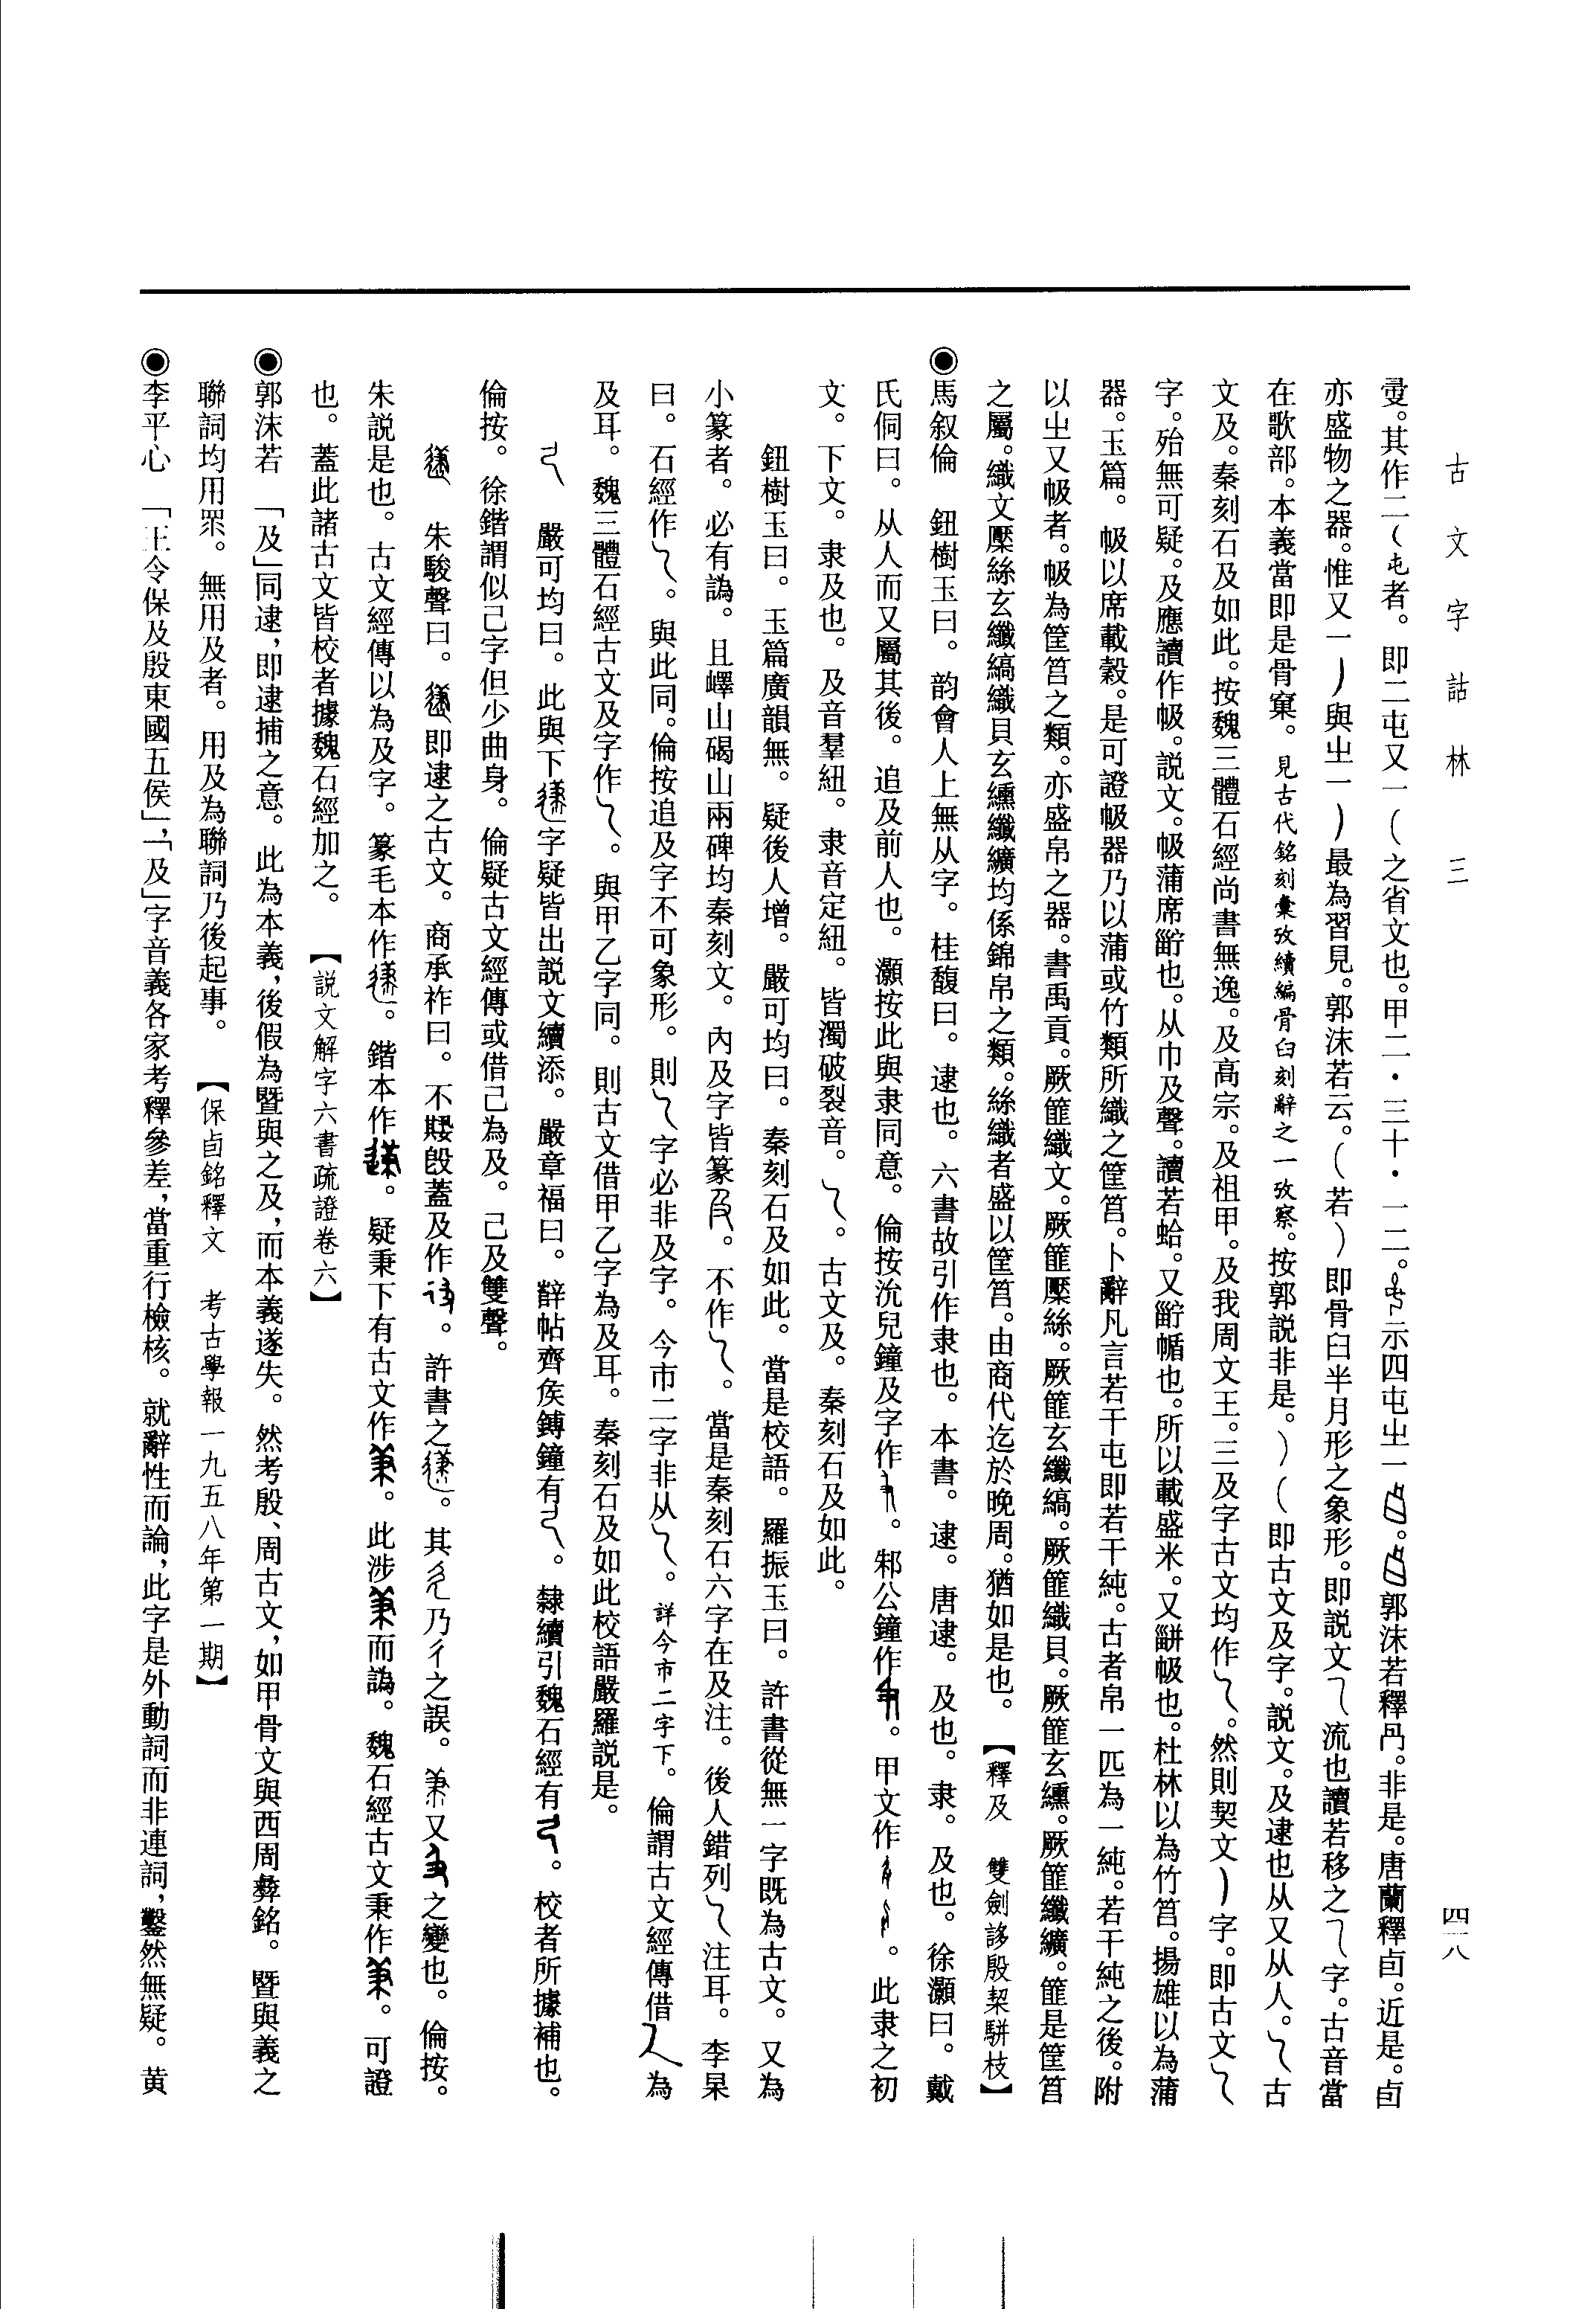 古文字詁林 三
四一八
其作二(屯者。即二屯又一(之省文也。甲二·三十·一二。示四屯㞢一。郭沫若釋冎。非是。唐蘭釋卣。近是。卣
亦盛物之器。惟又一)與㞢一)最為習見。郭沫若云。(若)即骨臼半月形之象形。即說文乁流也讀若移之乁字。古音當
在歌部。本義當即是骨窠。見古代銘刻彙攷續編骨臼刻辭之一攷察。按郭說非是。)(即古文及字。說文。及逮也从又从人。乁古
文及。秦刻石及如此。按魏三體石經尚書無逸。及高宗。及祖甲。及我周文王。三及字古文均作乁。然則契文)字。即古文乁
字。殆無可疑。及應讀作㠷。說文。㠷蒲席㡒也。从巾及聲。讀若蛤。又㡒㡓也。所以載盛米。又㠷也。杜林以為竹筥。揚雄以為蒲
器。玉篇。㠷以席載穀。是可證㠷器乃以蒲或竹類所織之筐筥。卜辭凡言若干屯即若干純。古者帛一匹為一純。若干純之後。附
以㞢又㠷者。㠷為筐筥之類。亦盛帛之器。書禹貢。厥篚織文。厥篚檿絲。厥篚玄纖縞。厥篚織貝。厥篚玄纁。厥篚纖纊。篚是筐筥
之屬。織文檿絲玄纖縞織貝玄纁纖纊均係錦帛之類。絲織者盛以筐筥。由商代迄於晚周。猶如是也。【釋及 雙劍誃殷栔駢枝】
◉馬叙倫 鈕樹玉曰。韵會人上無从字。桂馥曰。逮也。六書故引作隶也。本書。逮。唐逮。及也。隶。及也。徐灝曰。戴
氏侗曰。从人而又屬其後。追及前人也。灝按此與隶同意。倫按沇兒鐘及字作。邾公鐘作。甲文作。此隶之初
文。下文。隶及也。及音羣紐。隶音定紐。皆濁破裂音。乁。古文及。秦刻石及如此。
鈕樹玉曰。玉篇廣韻無。疑後人增。嚴可均曰。秦刻石及如此。當是校語。羅振玉曰。許書從無一字既為古文。又為
小篆者。必有譌。且嶧山碣山兩碑均秦刻文。內及字皆篆。不作乁。當是秦刻石六字在及注。後人錯列乁注耳。李杲
曰。石經作乁。與此同。倫按追及字不可象形。則乁字必非及字。今市二字非从乁。詳今市二字下。倫謂古文經傳借為
及耳。魏三體石經古文及字作乁。與甲乙字同。則古文借甲乙字為及耳。秦刻石及如此校語嚴羅說是。
嚴可均曰。此與下字疑皆出說文續添。嚴章福曰。辥帖齊矦鎛鐘有。隸續引魏石經有。校者所據補也。
倫按。徐鍇謂似己字但少曲身。倫疑古文經傳或借己為及。己及雙聲。
朱駿聲曰。即逮之古文。商承祚曰。不𡠗𣪘蓋及作。許書之。其乃彳之誤。又之變也。倫按。
朱說是也。古文經傳以為及字。篆毛本作。鍇本作。疑秉下有古文作。此涉而譌。魏石經古文秉作。可證
也。蓋此諸古文皆校者據魏石經加之。【說文解字六書疏證卷六】
◉郭沫若 「及」同逮，即逮捕之意。此為本義，後假為暨與之及，而本義遂失。然考殷、周古文，如甲骨文與西周彝銘。暨與義之
聯詞均用眔。無用及者。用及為聯詞乃後起事。【保卣銘釋文 考古學報一九五八年第一期】
◉李平心 「王令保及殷東國五侯」，「及」字音義各家考釋參差，當重行檢核。就辭性而論，此字是外動詞而非連詞，鑿然無疑。黃